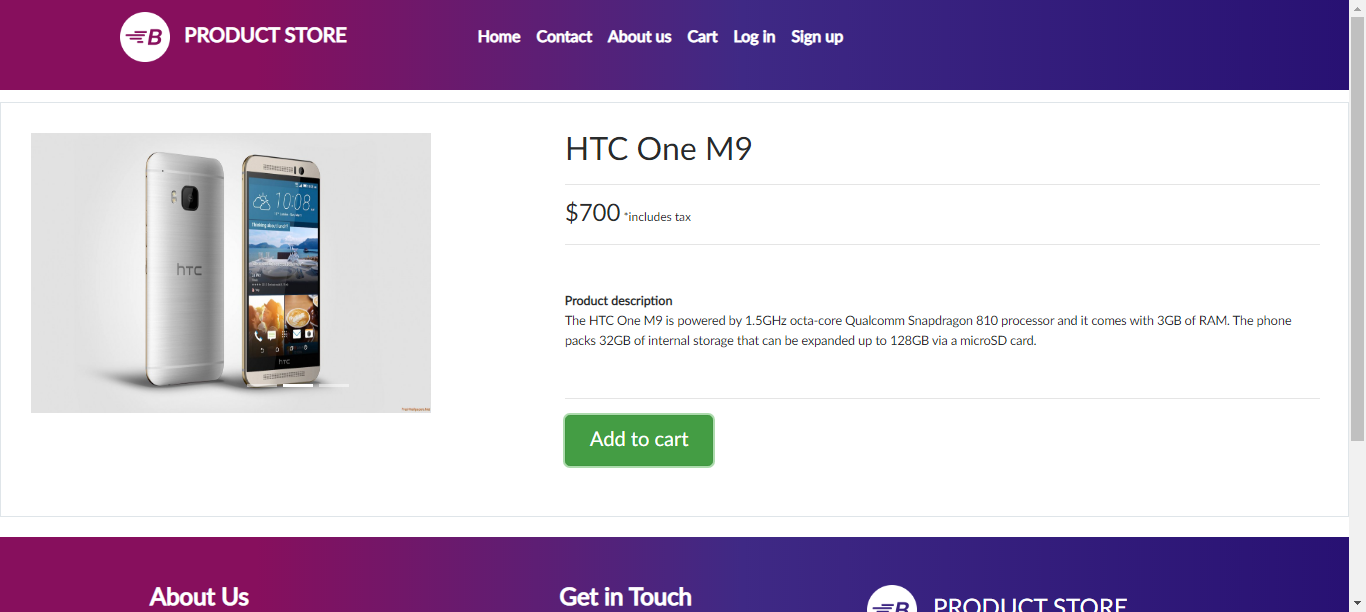 B PRODUCT STORE
Home Contact About us Cart Log in Sign up
HTC One M9
$700 *includes tax
hTC
10:08
hTC
Product description
The HTC One M9 is powered by 1.5GHz octa-core Qualcomm Snapdragon 810 processor and it comes with 3GB of RAM. The phone
packs 32GB of internal storage that can be expanded up to 128GB via a microSD card.
Add to cart
About Us
Get in Touch
B PRODUCT STORE